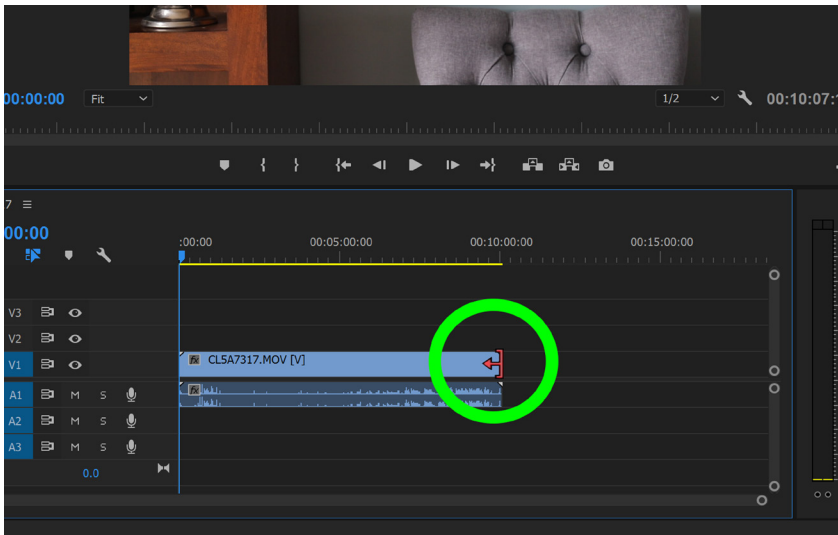 00:00:00 Fit 1/2 00:10:07:
7
00:00
:00:00 00:05:00:00 00:10:00:00 00:15:00:00
V3
V2
V1 fx CL5A7317.MOV [V]
A1 M S fx
A2 M S
A3 M S
0.0